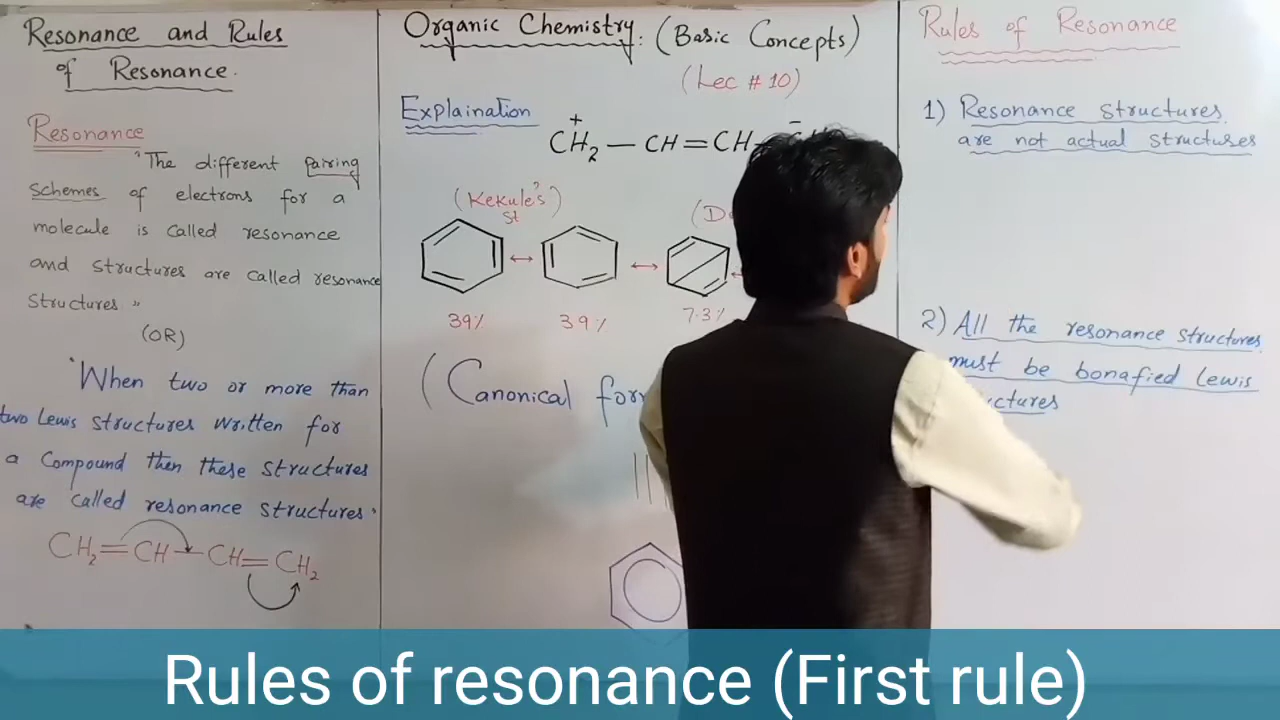 Resonance and Rules
of Resonance.
Resonance
"The different pairing
schemes of electrons for a
molecule is called resonance
and structures are called resonance
structures "
(OR)
"When two or more than
two Lewis structures written for
a compound then these structures
are called resonance structures.
CH2=CH—CH=CH2
Organic Chemistry: (Basic Concepts)
(Lec # 10)
Explaination
+
CH2—CH=CH—
(Kekule's)
st
39%
39%
7.3%
(Canonical
Rules of Resonance
1) Resonance structures
are not actual structures
2) All the resonance structures
must be bonafied Lewis
Rules of resonance (First rule)